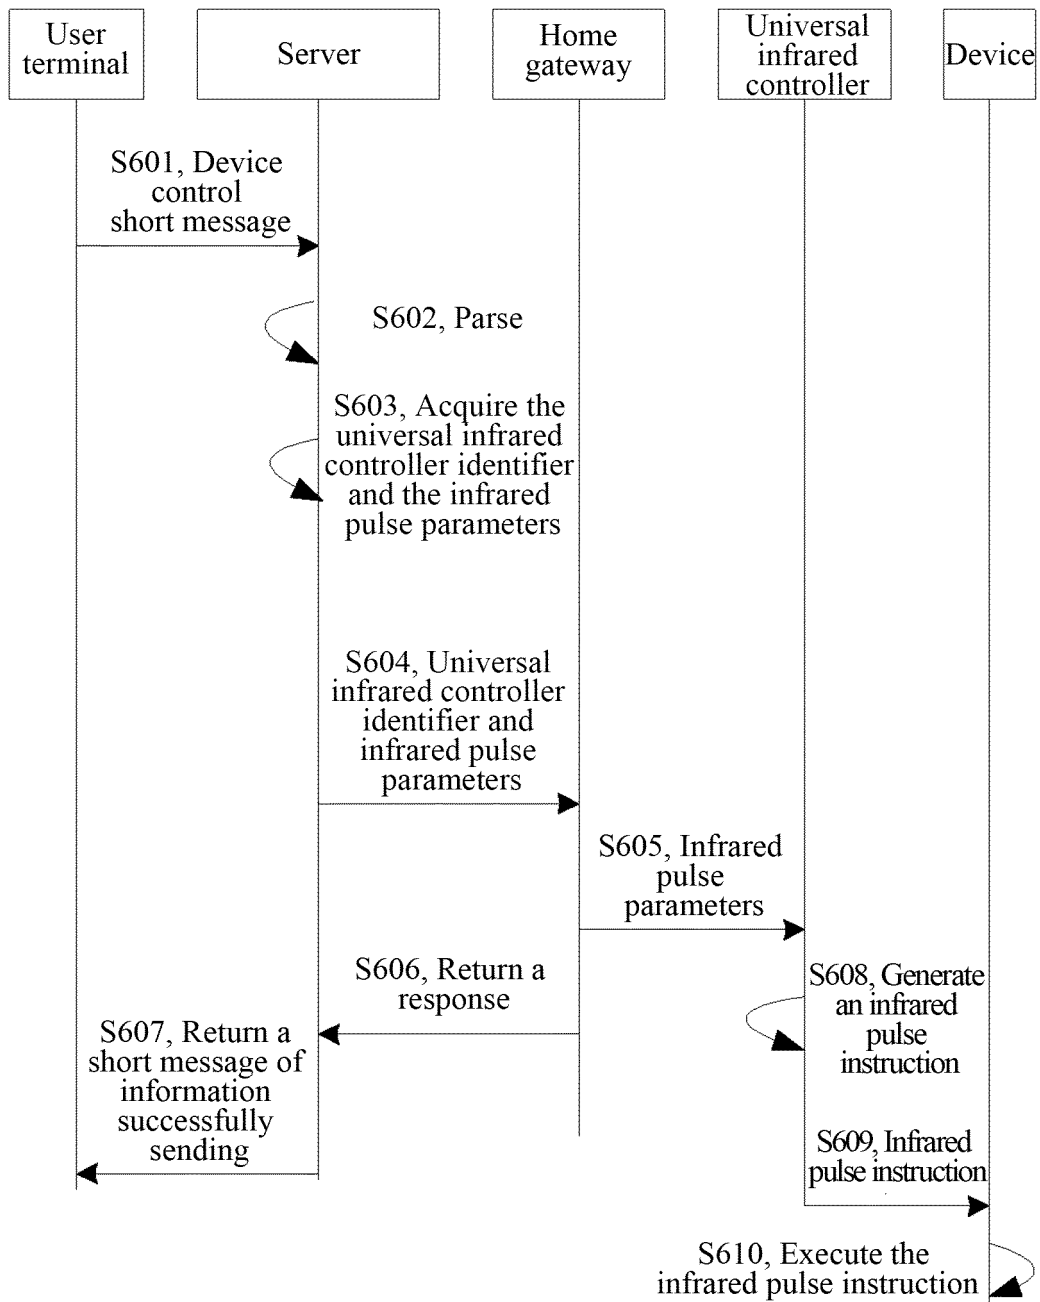 User
terminal
Server
Home
gateway
Universal
infrared
controller
Device
S601, Device
control
short message
S602, Parse
S603, Acquire the
universal infrared
controller identifier
and the infrared
pulse parameters
S604, Universal
infrared controller
identifier and
infrared pulse
parameters
S605, Infrared
pulse
parameters
S606, Return a
response
S607, Return a
short message of
information
successfully
sending
S608, Generate
an infrared
pulse
instruction
S609, Infrared
pulse instruction
S610, Execute the
infrared pulse instruction